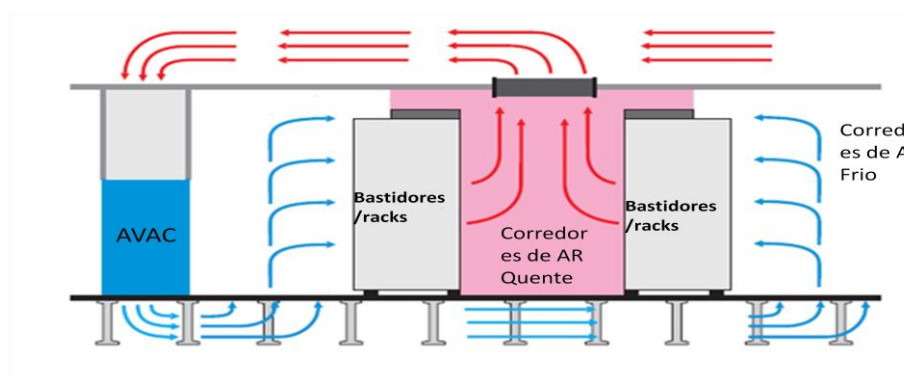 Corred
es de A
Frio
Bastidores
/racks
Bastidores
/racks
AVAC
Corredor
es de AR
Quente